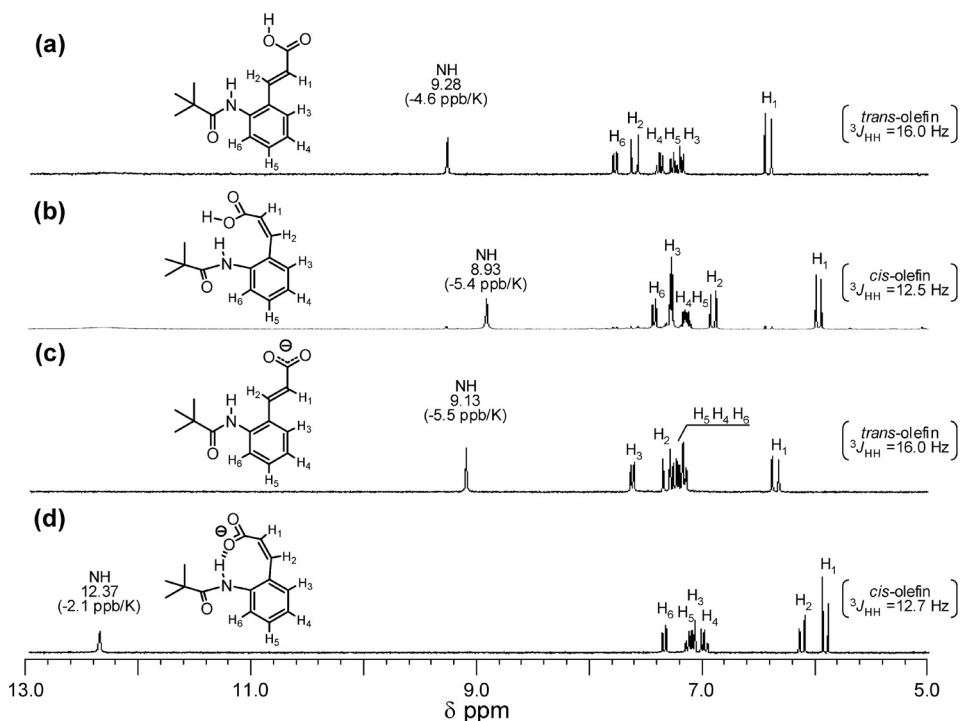 (a)
H
O
O
H₂
H₁
H
N
O
H₃
H₄
H₅
H₆
NH
9.28
(-4.6 ppb/K)
H₆
H₂
H₄ H₅ H₃
H₁
trans-olefin
³J_HH =16.0 Hz
(b)
O
H
O
H₁
H₂
H
N
O
H₃
H₄
H₅
H₆
NH
8.93
(-5.4 ppb/K)
H₆
H₃
H₄ H₅
H₂
H₁
cis-olefin
³J_HH =12.5 Hz
(c)
⊖
O
O
H₂
H₁
H
N
O
H₃
H₄
H₅
H₆
NH
9.13
(-5.5 ppb/K)
H₃
H₂
H₅ H₄ H₆
H₁
trans-olefin
³J_HH =16.0 Hz
(d)
⊖
O
O
H₁
H₂
H
N
O
H₃
H₄
H₅
H₆
NH
12.37
(-2.1 ppb/K)
H₆
H₅
H₃
H₄
H₂
H₁
cis-olefin
³J_HH =12.7 Hz
13.0 11.0 9.0 7.0 5.0
δ ppm